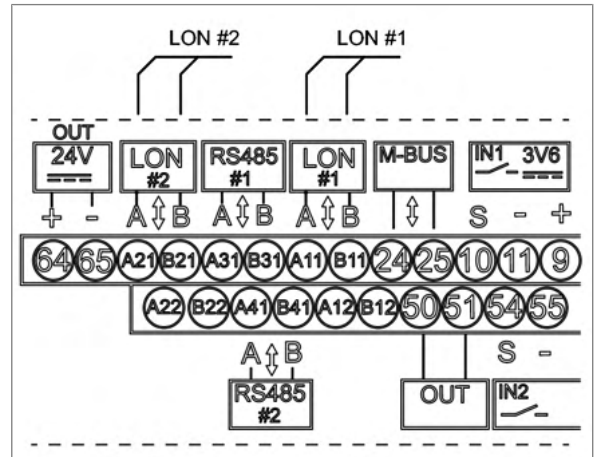 LON #2 LON #1
OUT
24V LON #2 RS485 #1 LON #1 M-BUS IN1 3V6
+ - A B A B A B S - +
64 65 A21 B21 A31 B31 A11 B11 24 25 10 11 9
A22 B22 A41 B41 A12 B12 50 51 54 55
A B S -
RS485 #2 OUT IN2